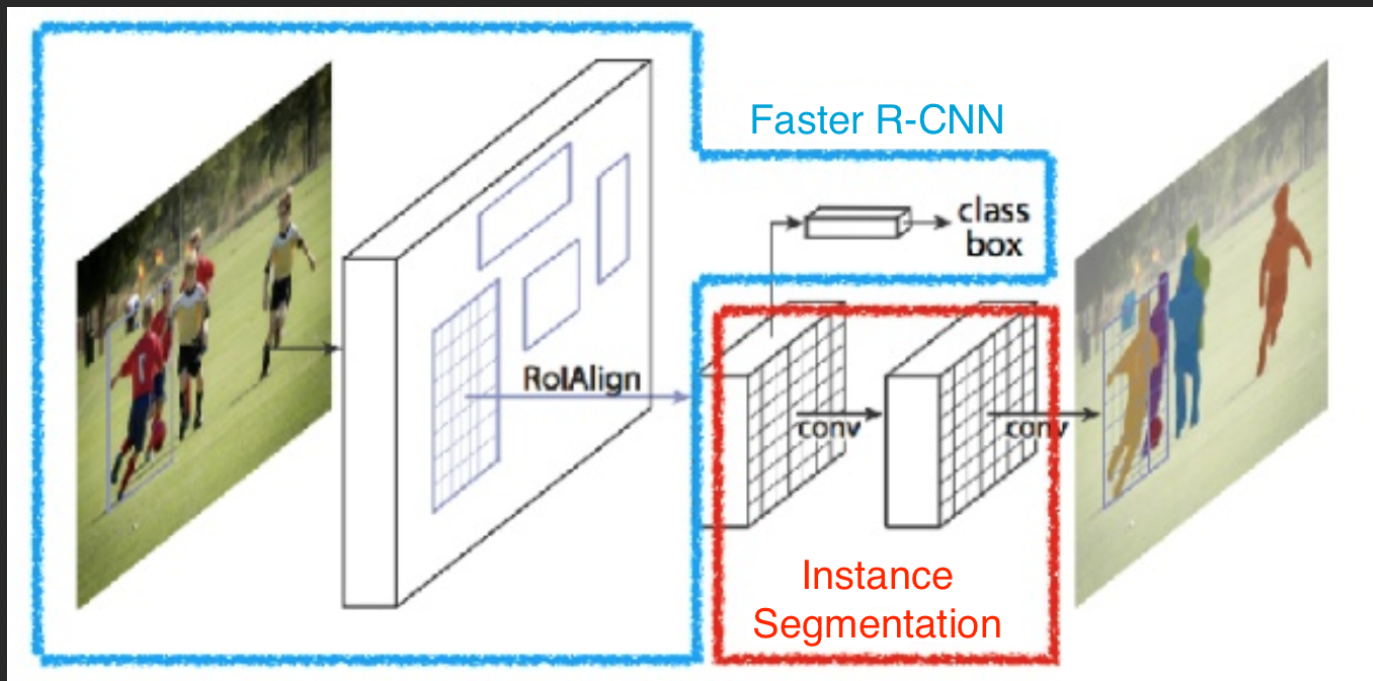 Faster R-CNN
class
box
RoIAlign
conv
conv
Instance
Segmentation